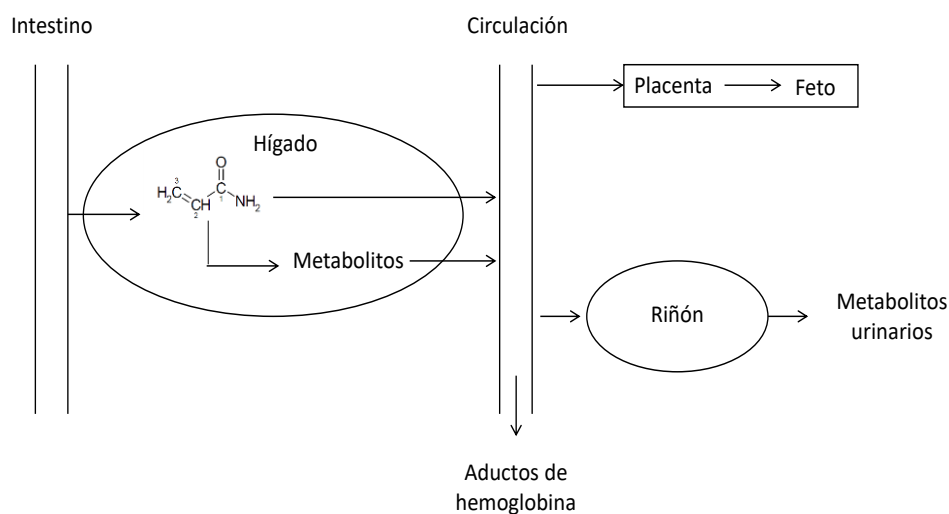 Intestino
Circulación
Placenta
Feto
Hígado
O
3
H₂C
C
1
NH₂
CH
2
Metabolitos
Riñón
Metabolitos
urinarios
Aductos de
hemoglobina